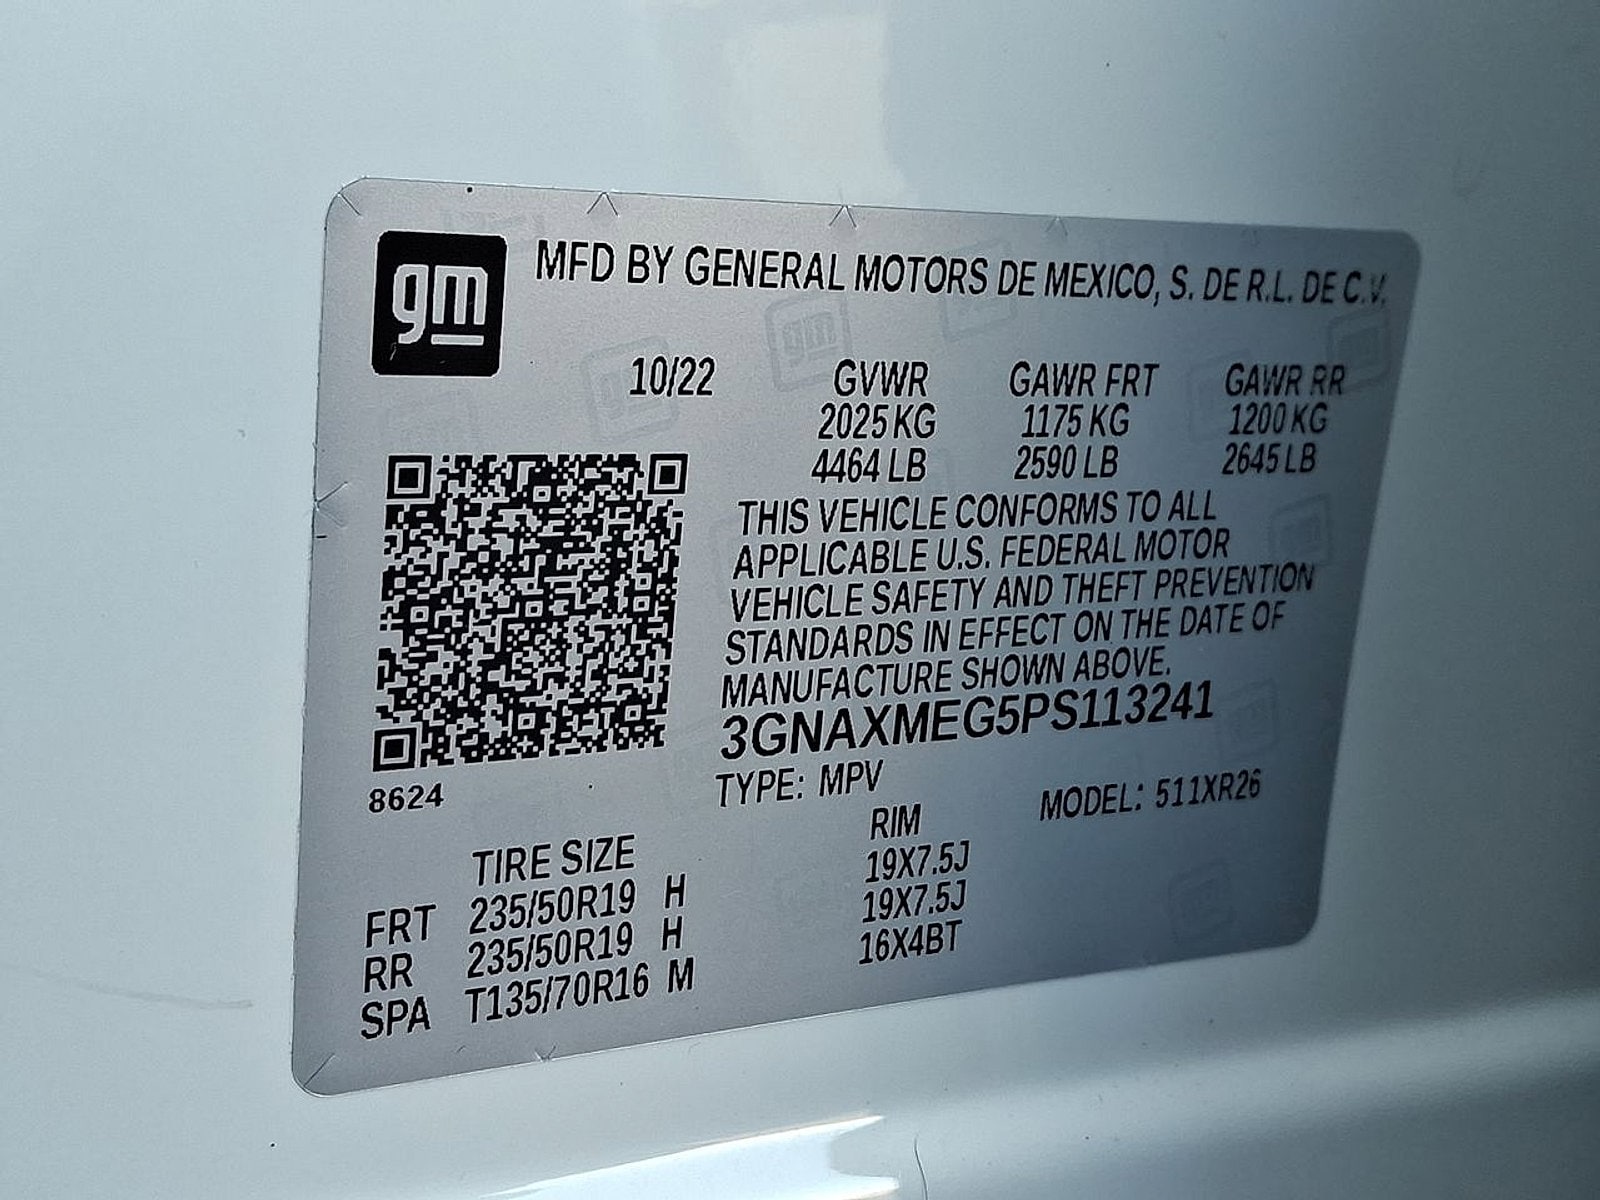 gm
MFD BY GENERAL MOTORS DE MEXICO, S. DE R.L. DE C.V.
10/22 GVWR GAWR FRT GAWR RR
2025 KG 1175 KG 1200 KG
4464 LB 2590 LB 2645 LB
THIS VEHICLE CONFORMS TO ALL
APPLICABLE U.S. FEDERAL MOTOR
VEHICLE SAFETY AND THEFT PREVENTION
STANDARDS IN EFFECT ON THE DATE OF
MANUFACTURE SHOWN ABOVE.
3GNAXMEG5PS113241
8624
TYPE: MPV MODEL: 511XR26
TIRE SIZE RIM
FRT 235/50R19 H 19X7.5J
RR 235/50R19 H 19X7.5J
SPA T135/70R16 M 16X4BT